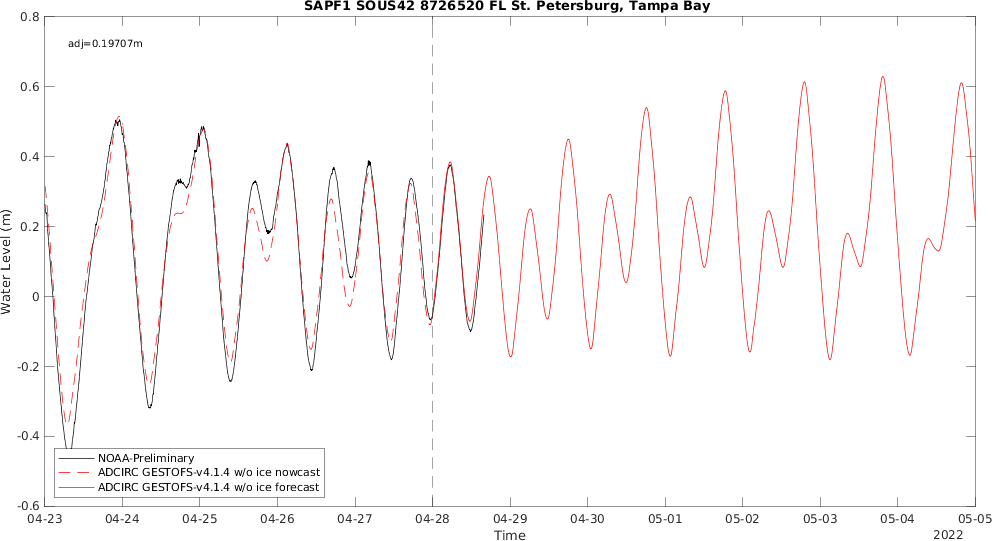 SAPF1 SOUS42 8726520 FL St. Petersburg, Tampa Bay
adj=0.19707m
Water Level (m)
0.8
0.6
0.4
0.2
0
-0.2
-0.4
-0.6
NOAA-Preliminary
ADCIRC GESTOFS-v4.1.4 w/o ice nowcast
ADCIRC GESTOFS-v4.1.4 w/o ice forecast
04-23 04-24 04-25 04-26 04-27 04-28 04-29 04-30 05-01 05-02 05-03 05-04 05-05
Time
2022